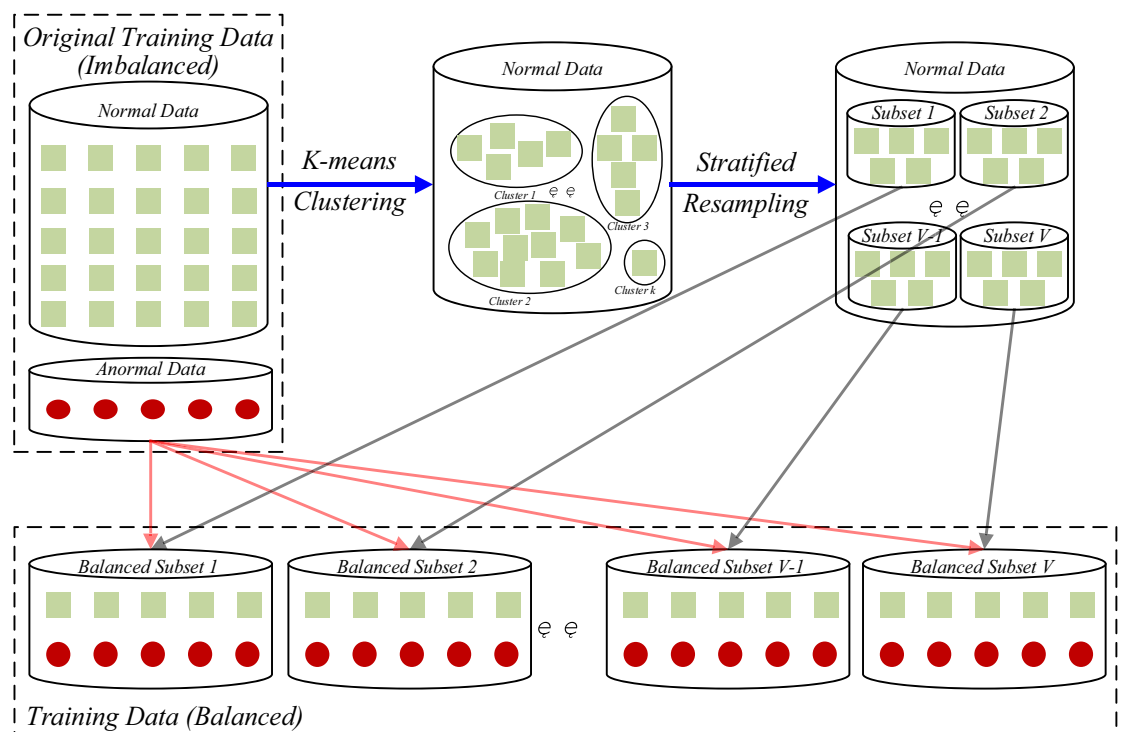 Original Training Data
(Imbalanced)
Normal Data
Anormal Data
K-means
Clustering
Normal Data
Cluster 1
Cluster 2
Cluster 3
Cluster k
Stratified
Resampling
Normal Data
Subset 1
Subset 2
Subset V-1
Subset V
Balanced Subset 1
Balanced Subset 2
Balanced Subset V-1
Balanced Subset V
Training Data (Balanced)